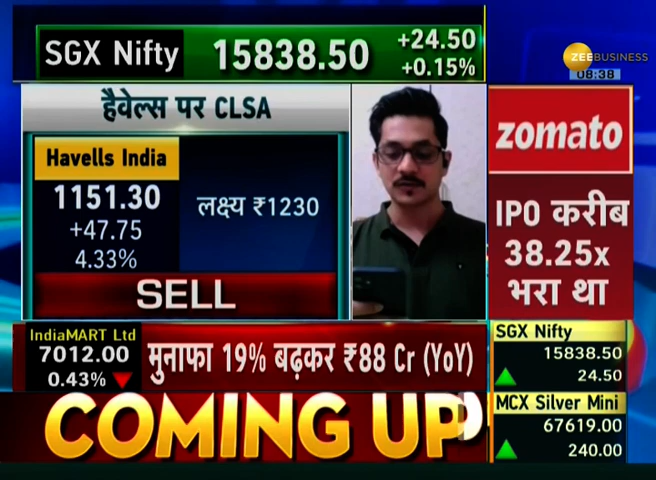 SGX Nifty
15838.50
+24.50
+0.15%
ZEEBUSINESS
08:38
हैवेल्स पर CLSA
Havells India
1151.30
+47.75
4.33%
लक्ष्य ₹1230
SELL
zomato
IPO करीब
38.25x
भरा था
IndiaMART Ltd
7012.00
0.43%
मुनाफा 19% बढ़कर ₹88 Cr (YoY)
SGX Nifty
15838.50
24.50
MCX Silver Mini
67619.00
240.00
COMING UP